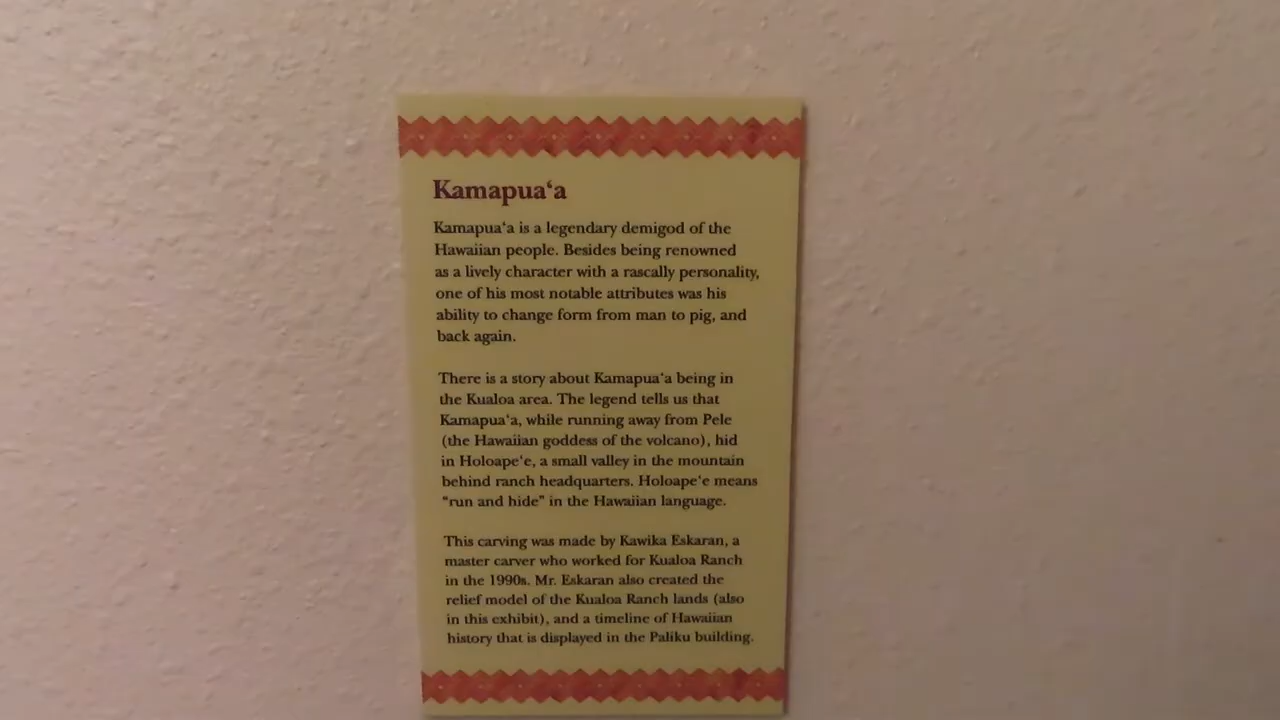 Kamapua‘a
Kamapua‘a is a legendary demigod of the
Hawaiian people. Besides being renowned
as a lively character with a rascally personality,
one of his most notable attributes was his
ability to change form from man to pig, and
back again.
There is a story about Kamapua‘a being in
the Kualoa area. The legend tells us that
Kamapua‘a, while running away from Pele
(the Hawaiian goddess of the volcano), hid
in Holoape‘e, a small valley in the mountain
behind ranch headquarters. Holoape‘e means
“run and hide” in the Hawaiian language.
This carving was made by Kawika Eskaran, a
master carver who worked for Kualoa Ranch
in the 1990s. Mr. Eskaran also created the
relief model of the Kualoa Ranch lands (also
in this exhibit), and a timeline of Hawaiian
history that is displayed in the Paliku building.